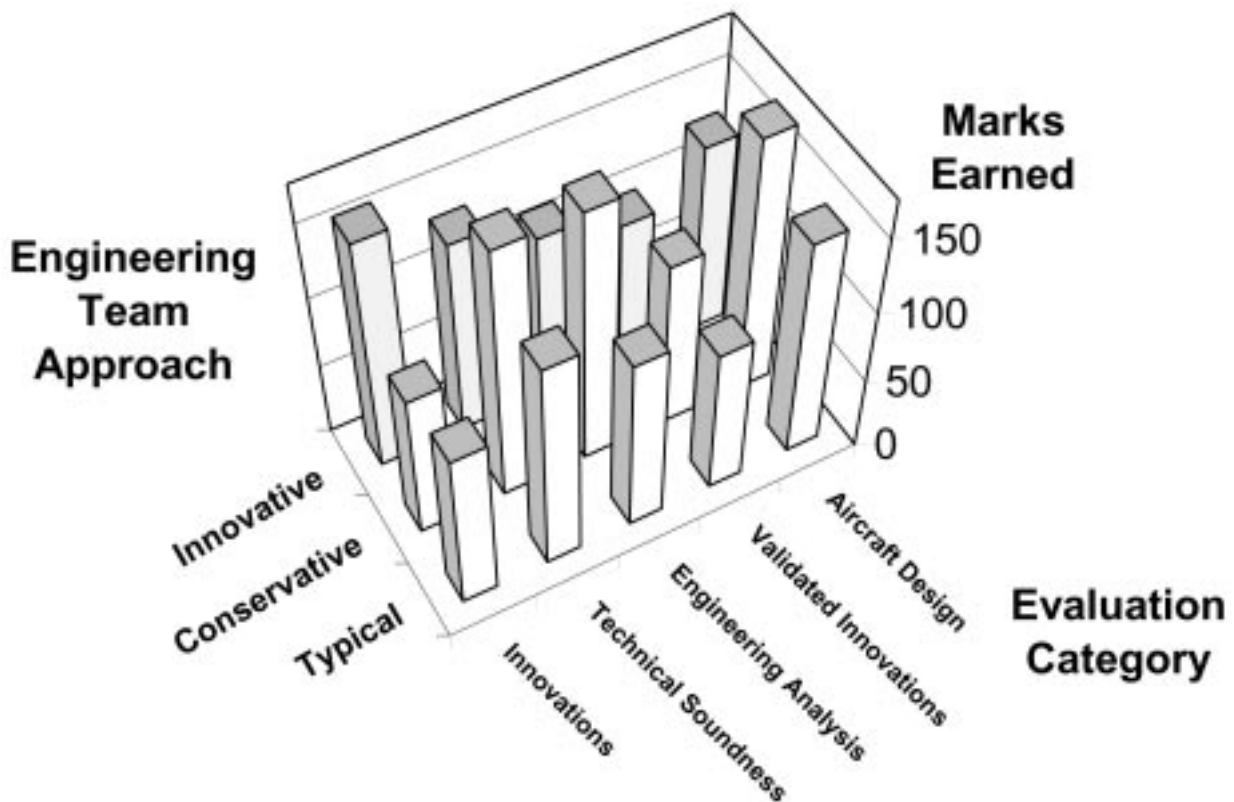 Marks
Earned
150
100
50
0
Engineering
Team
Approach
Innovative
Conservative
Typical
Innovations
Technical Soundness
Engineering Analysis
Validated Innovations
Aircraft Design
Evaluation
Category